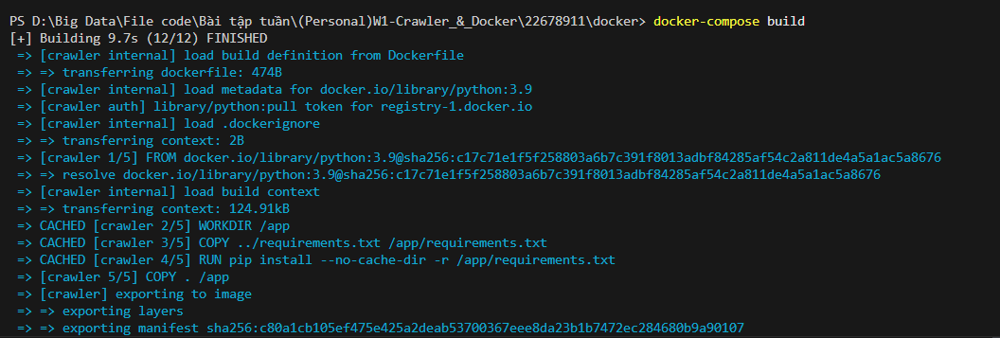 PS D:\Big Data\File code\Bài tập tuần\(Personal)W1-Crawler_&_Docker\22678911\docker> docker-compose build
[+] Building 9.7s (12/12) FINISHED
=> [crawler internal] load build definition from Dockerfile
=> => transferring dockerfile: 474B
=> [crawler internal] load metadata for docker.io/library/python:3.9
=> [crawler auth] library/python:pull token for registry-1.docker.io
=> [crawler internal] load .dockerignore
=> => transferring context: 2B
=> [crawler 1/5] FROM docker.io/library/python:3.9@sha256:c17c71e1f5f258803a6b7c391f8013adbf84285af54c2a811de4a5a1ac5a8676
=> => resolve docker.io/library/python:3.9@sha256:c17c71e1f5f258803a6b7c391f8013adbf84285af54c2a811de4a5a1ac5a8676
=> [crawler internal] load build context
=> => transferring context: 124.91kB
=> CACHED [crawler 2/5] WORKDIR /app
=> CACHED [crawler 3/5] COPY ../requirements.txt /app/requirements.txt
=> CACHED [crawler 4/5] RUN pip install --no-cache-dir -r /app/requirements.txt
=> [crawler 5/5] COPY . /app
=> [crawler] exporting to image
=> => exporting layers
=> => exporting manifest sha256:c80a1cb105ef475e425a2deab53700367eee8da23b1b7472ec284680b9a90107